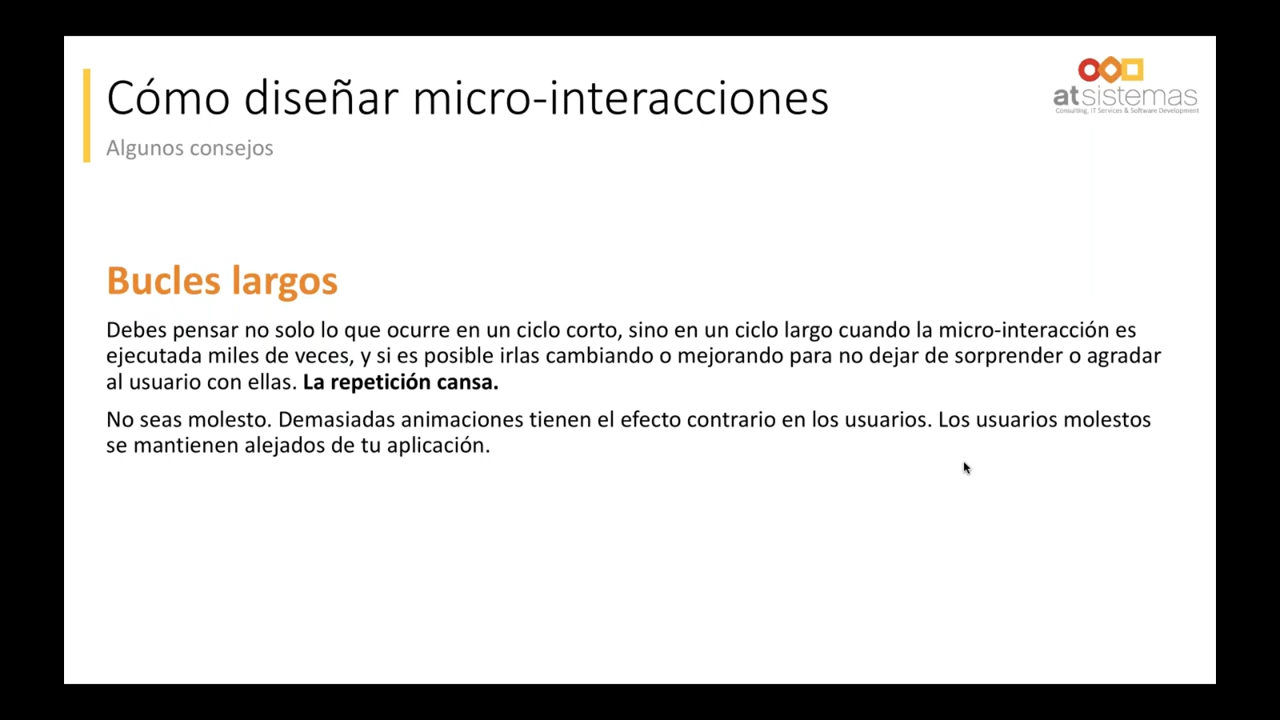 Cómo diseñar micro-interacciones
Algunos consejos
atsistemas
Consulting, IT Services & Software Development
Bucles largos
Debes pensar no solo lo que ocurre en un ciclo corto, sino en un ciclo largo cuando la micro-interacción es
ejecutada miles de veces, y si es posible irlas cambiando o mejorando para no dejar de sorprender o agradar
al usuario con ellas. La repetición cansa.
No seas molesto. Demasiadas animaciones tienen el efecto contrario en los usuarios. Los usuarios molestos
se mantienen alejados de tu aplicación.